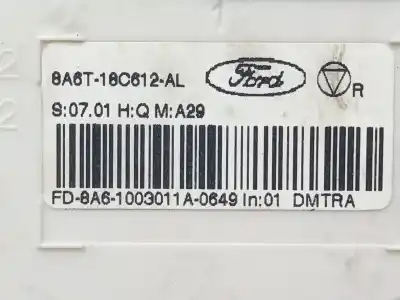 8A6T-18C612-AL
Ford
R
S:07.01 H:Q M:A29
FD-8A6-1003011A-0649 In:01 DMTRA